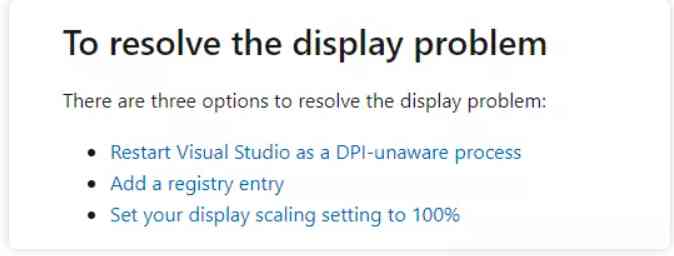 To resolve the display problem
There are three options to resolve the display problem:
• Restart Visual Studio as a DPI-unaware process
• Add a registry entry
• Set your display scaling setting to 100%